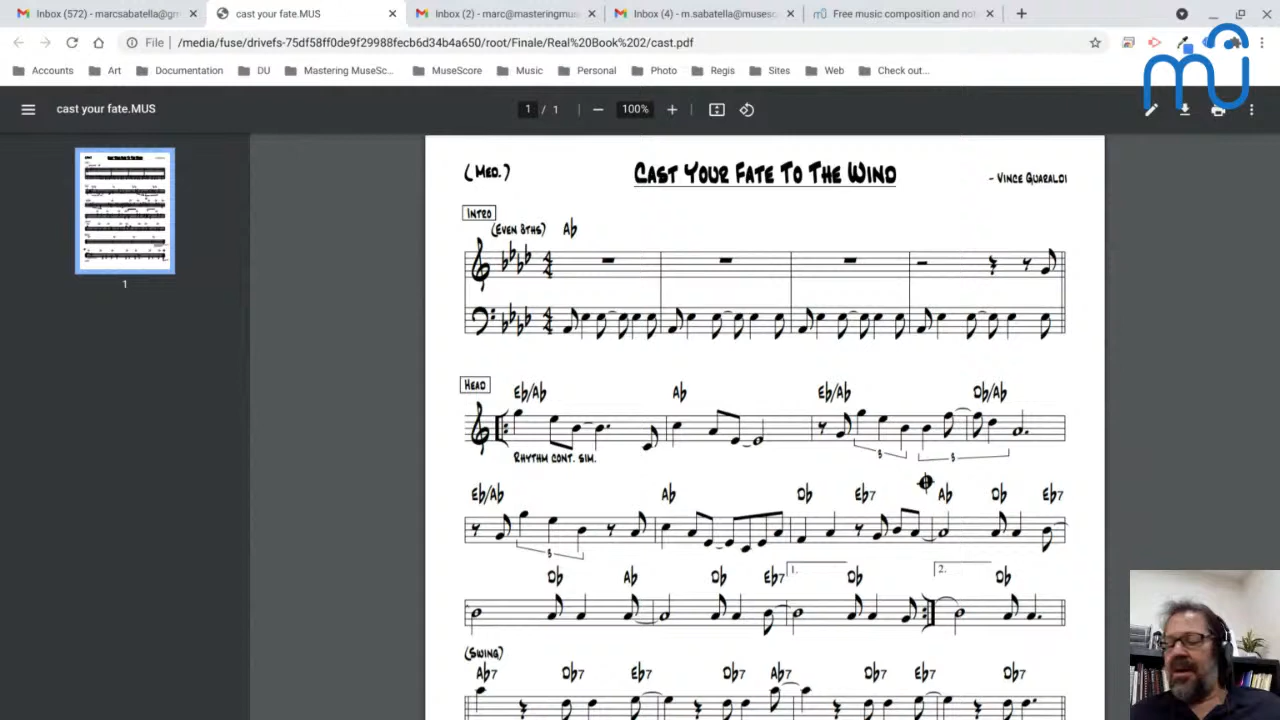 Inbox (572) - marcsabatella@gm
cast your fate.MUS
Inbox (2) - marc@masteringmus
Inbox (4) - m.sabatella@musesc
Free music composition and not
File
/media/fuse/drivefs-75df58ff0de9f29988fecb6d34b4a650/root/Finale/Real%20Book%202/cast.pdf
Accounts
Art
Documentation
DU
Mastering MuseSc...
MuseScore
Music
Personal
Photo
Regis
Sites
Web
Check out...
cast your fate.MUS
1 / 1
100%
1
(Med.)
Cast Your Fate To The Wind
- Vince Guaraldi
Intro
(Even 8ths) Ab
Head
Eb/Ab Ab Eb/Ab Db/Ab
Rhythm cont. sim.
3 3
Eb/Ab Ab Db Eb7 Ab Db Eb7
3
Db Ab Db Eb7 1. Db 2. Db
(Swing)
Ab7 Db7 Eb7 Db7 Ab7 Db7 Eb7 Db7